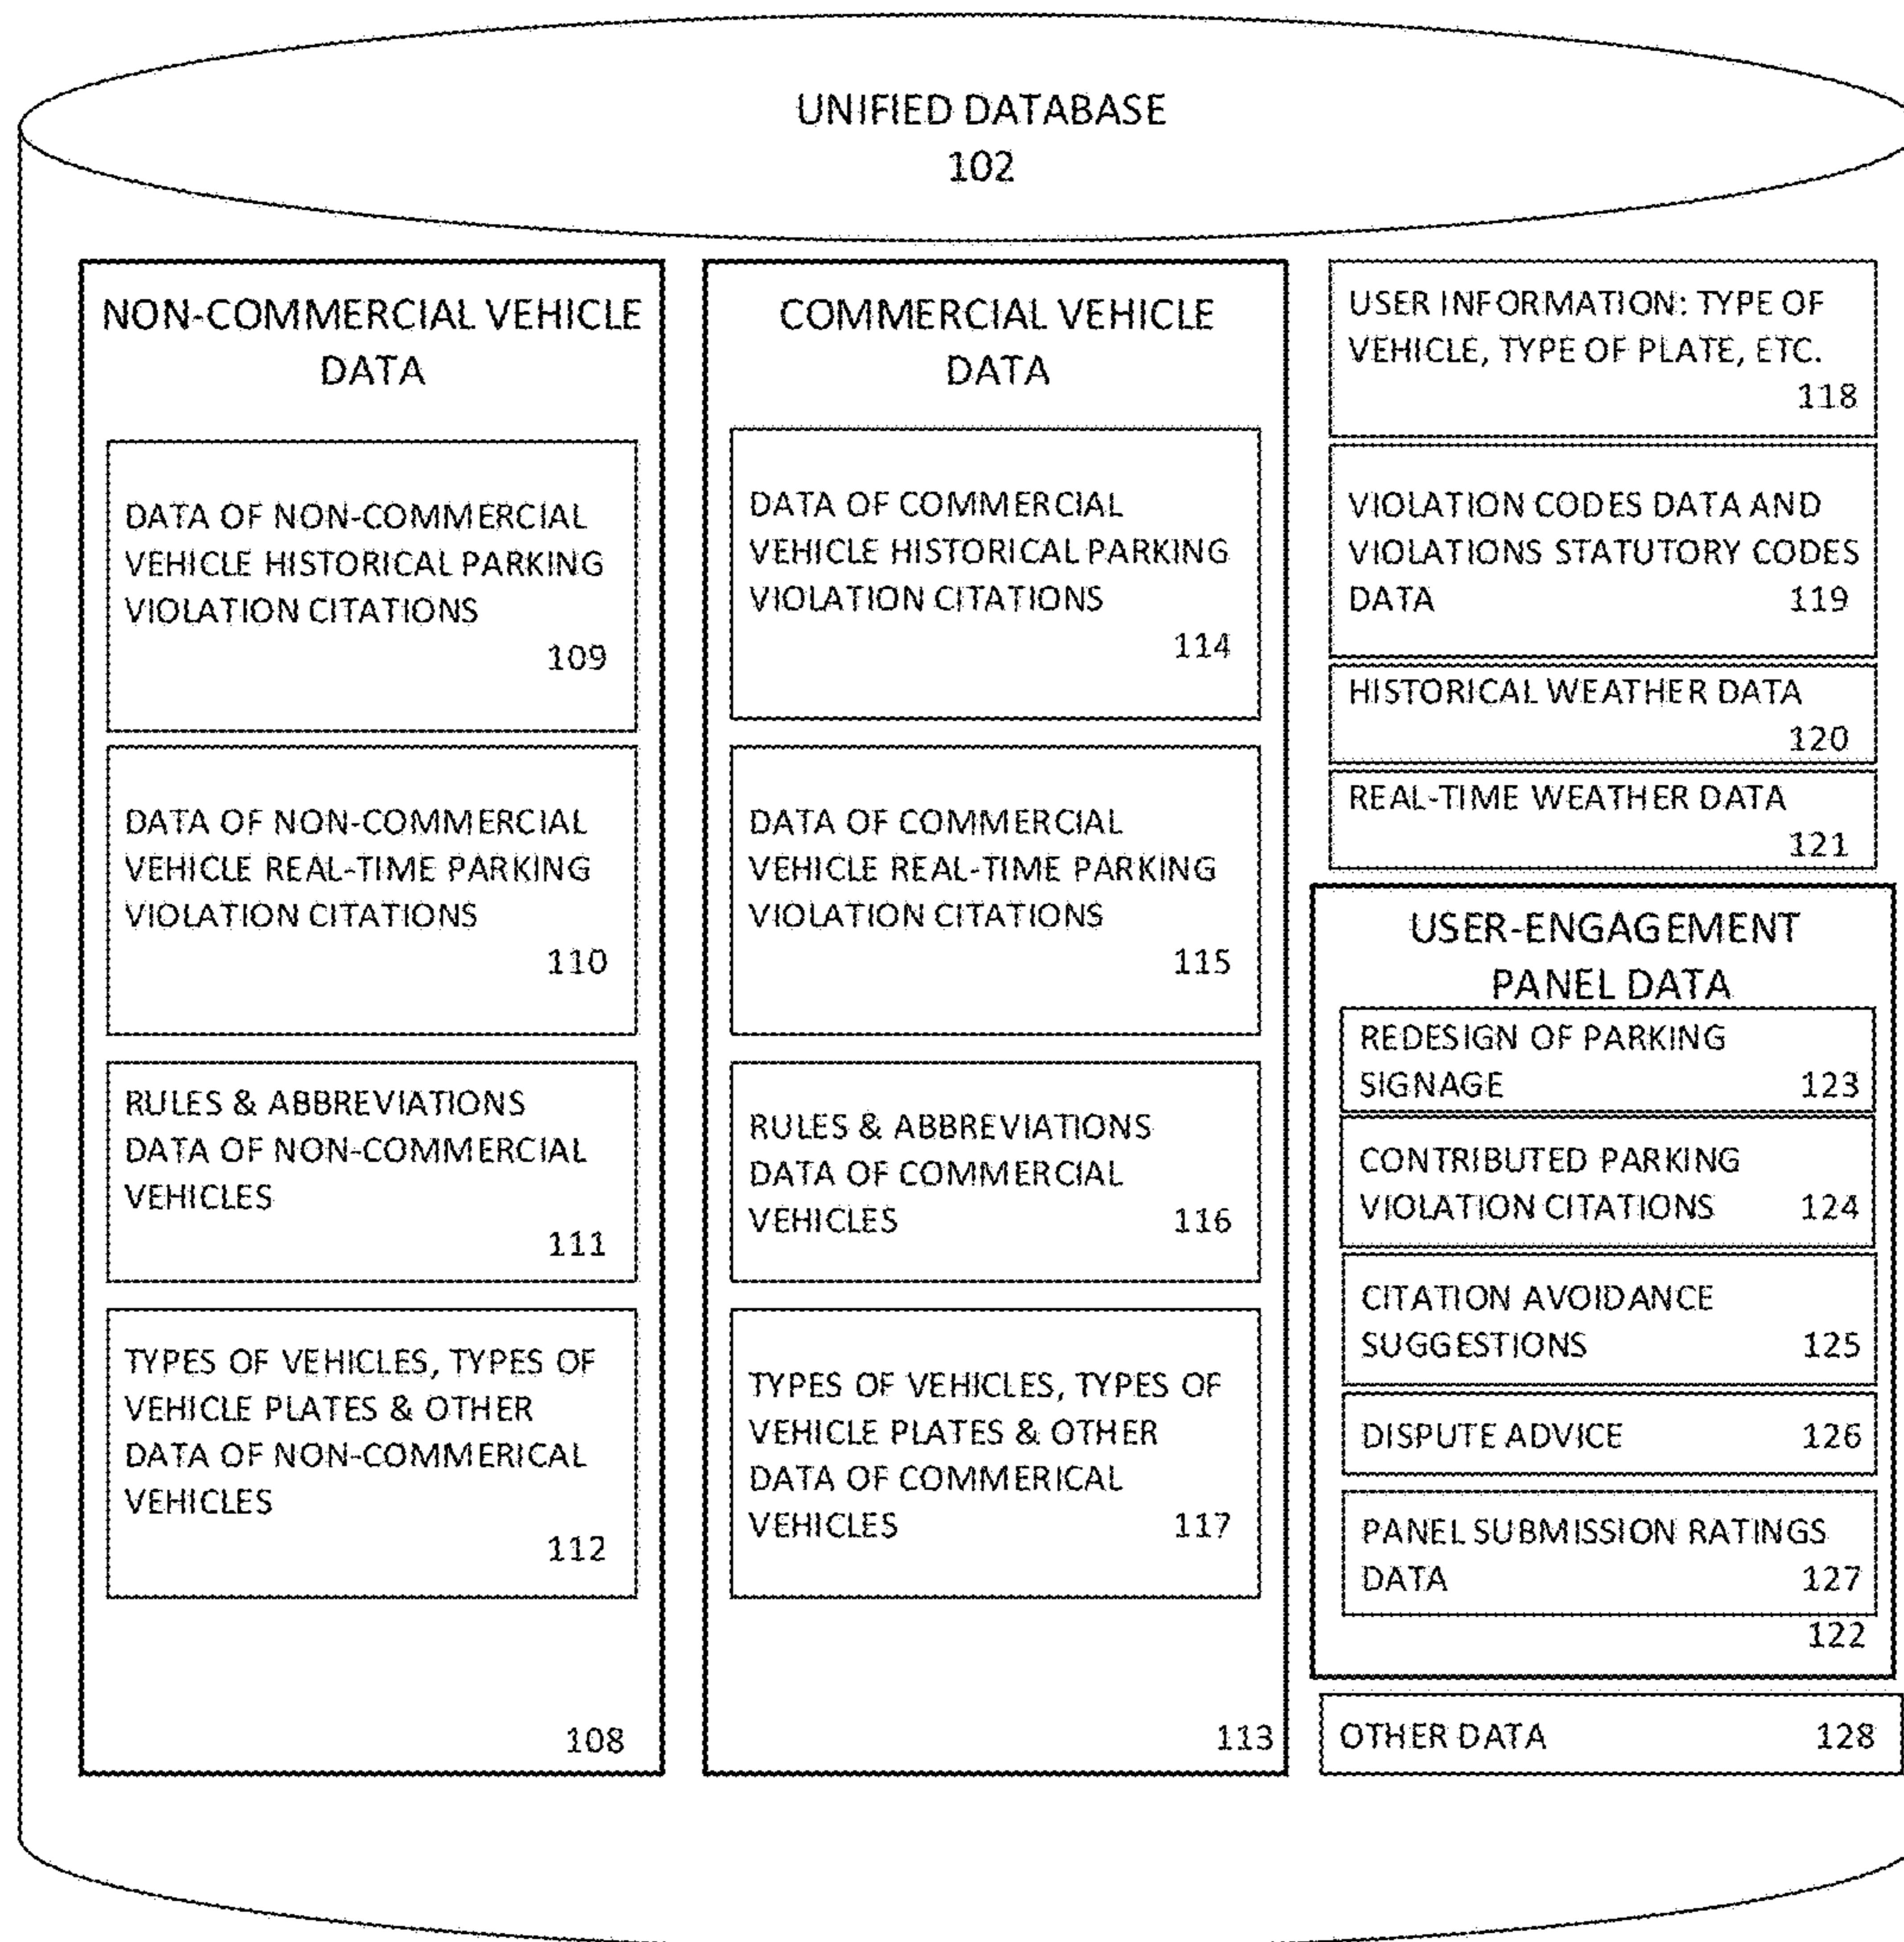 UNIFIED DATABASE
102
NON-COMMERCIAL VEHICLE
DATA
DATA OF NON-COMMERCIAL
VEHICLE HISTORICAL PARKING
VIOLATION CITATIONS
109
DATA OF NON-COMMERCIAL
VEHICLE REAL-TIME PARKING
VIOLATION CITATIONS
110
RULES & ABBREVIATIONS
DATA OF NON-COMMERCIAL
VEHICLES
111
TYPES OF VEHICLES, TYPES OF
VEHICLE PLATES & OTHER
DATA OF NON-COMMERICAL
VEHICLES
112
108
COMMERCIAL VEHICLE
DATA
DATA OF COMMERCIAL
VEHICLE HISTORICAL PARKING
VIOLATION CITATIONS
114
DATA OF COMMERCIAL
VEHICLE REAL-TIME PARKING
VIOLATION CITATIONS
115
RULES & ABBREVIATIONS
DATA OF COMMERCIAL
VEHICLES 116
TYPES OF VEHICLES, TYPES OF
VEHICLE PLATES & OTHER
DATA OF COMMERICAL
VEHICLES 117
113
USER INFORMATION: TYPE OF
VEHICLE, TYPE OF PLATE, ETC.
118
VIOLATION CODES DATA AND
VIOLATIONS STATUTORY CODES
DATA 119
HISTORICAL WEATHER DATA
120
REAL-TIME WEATHER DATA
121
USER-ENGAGEMENT
PANEL DATA
REDESIGN OF PARKING
SIGNAGE 123
CONTRIBUTED PARKING
VIOLATION CITATIONS 124
CITATION AVOIDANCE
SUGGESTIONS 125
DISPUTE ADVICE 126
PANEL SUBMISSION RATINGS
DATA 127
122
OTHER DATA 128